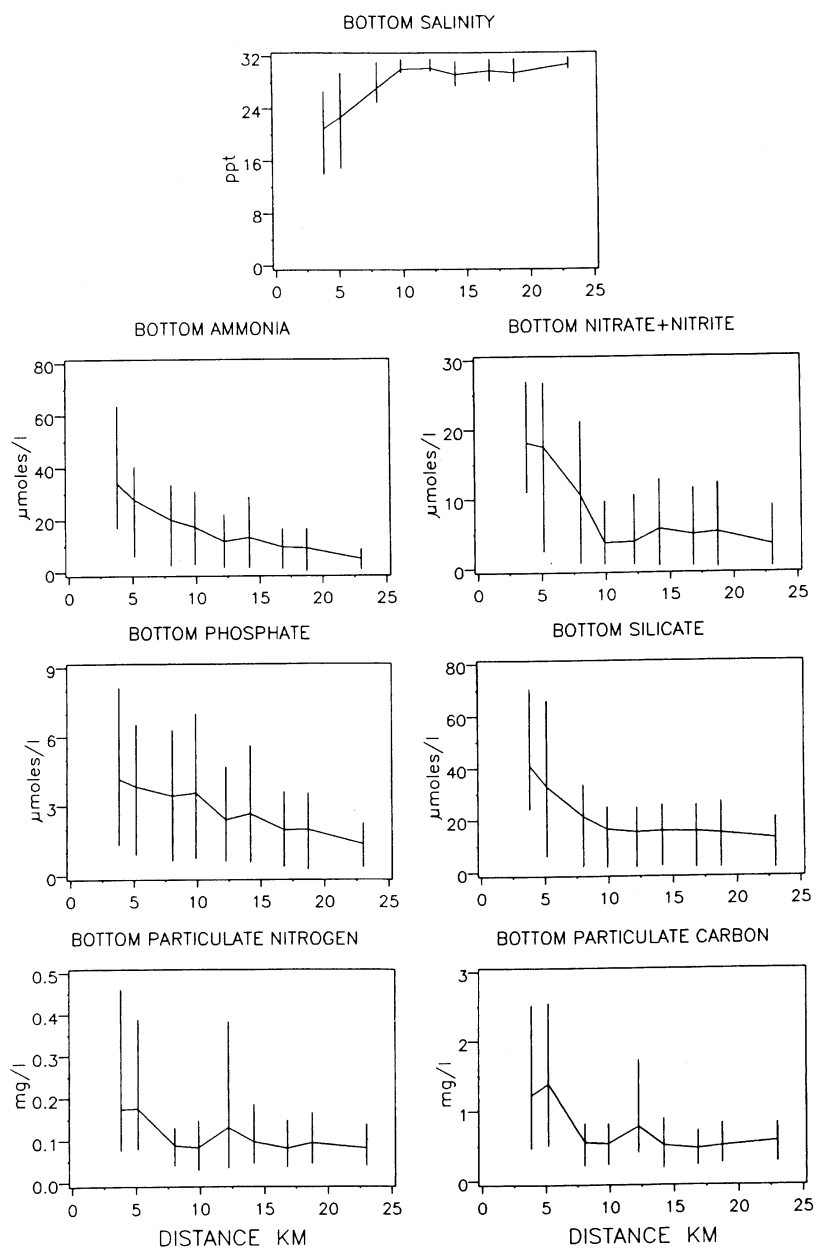 BOTTOM SALINITY
32
24
16
8
0
ppt
0 5 10 15 20 25
BOTTOM AMMONIA
80
60
40
20
0
μmoles/l
0 5 10 15 20 25
BOTTOM NITRATE+NITRITE
30
20
10
0
μmoles/l
0 5 10 15 20 25
BOTTOM PHOSPHATE
9
6
3
0
μmoles/l
0 5 10 15 20 25
BOTTOM SILICATE
80
60
40
20
0
μmoles/l
0 5 10 15 20 25
BOTTOM PARTICULATE NITROGEN
0.5
0.4
0.3
0.2
0.1
0.0
mg/l
0 5 10 15 20 25
DISTANCE KM
BOTTOM PARTICULATE CARBON
3
2
1
0
mg/l
0 5 10 15 20 25
DISTANCE KM